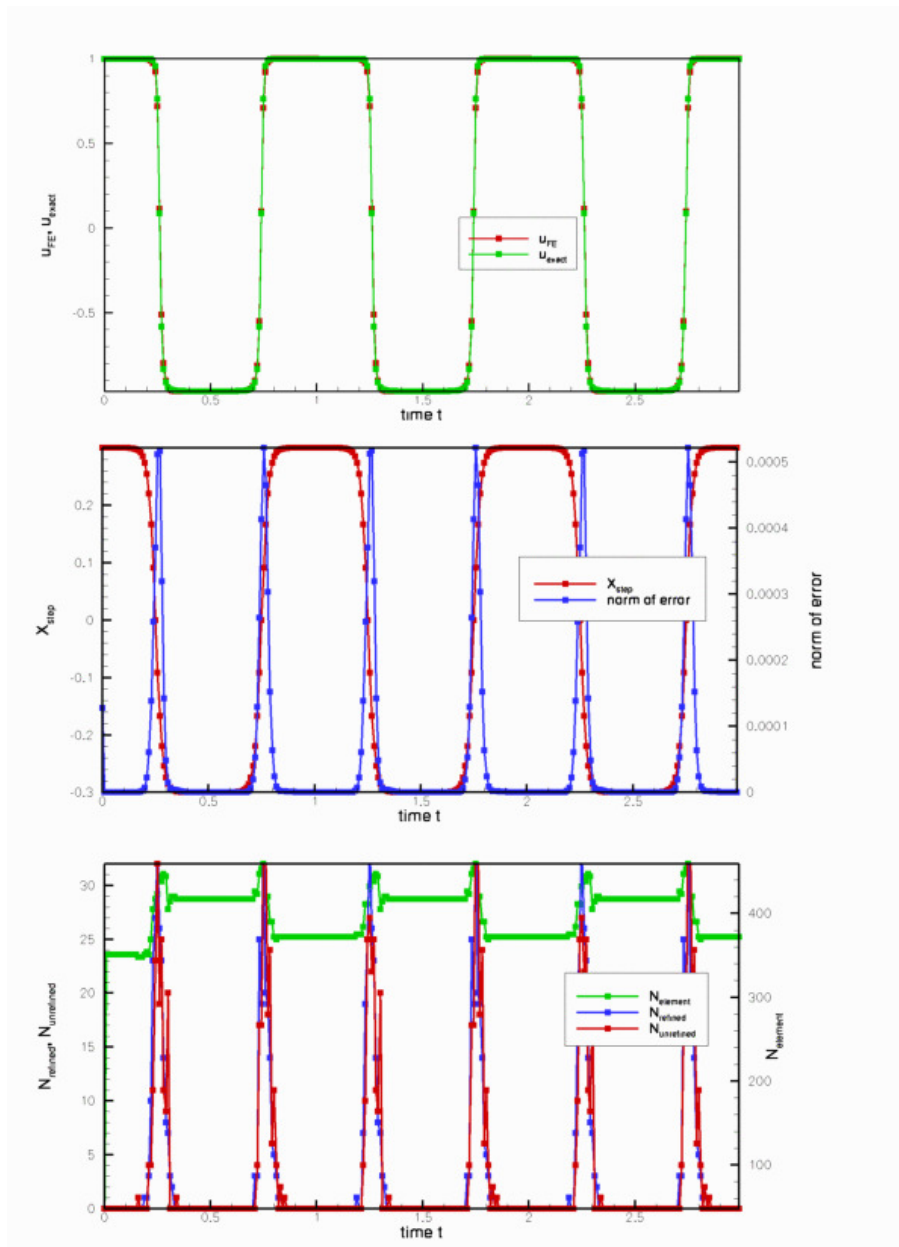 1
0.5
0
-0.5
u_FE, u_exact
u_FE
u_exact
0 0.5 1 1.5 2 2.5
time t
0.2
0.1
0
-0.1
-0.2
-0.3
X_step
X_step
norm of error
0.0005
0.0004
0.0003
0.0002
0.0001
0
norm of error
0 0.5 1 1.5 2 2.5
time t
30
25
20
15
10
5
0
N_refined, N_unrefined
N_element
N_refined
N_unrefined
400
300
200
100
N_element
0 0.5 1 1.5 2 2.5
time t